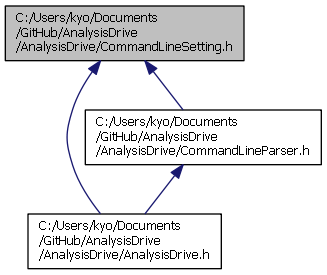 C:/Users/kyo/Documents
/GitHub/AnalysisDrive
/AnalysisDrive/CommandLineSetting.h
C:/Users/kyo/Documents
/GitHub/AnalysisDrive
/AnalysisDrive/CommandLineParser.h
C:/Users/kyo/Documents
/GitHub/AnalysisDrive
/AnalysisDrive/AnalysisDrive.h